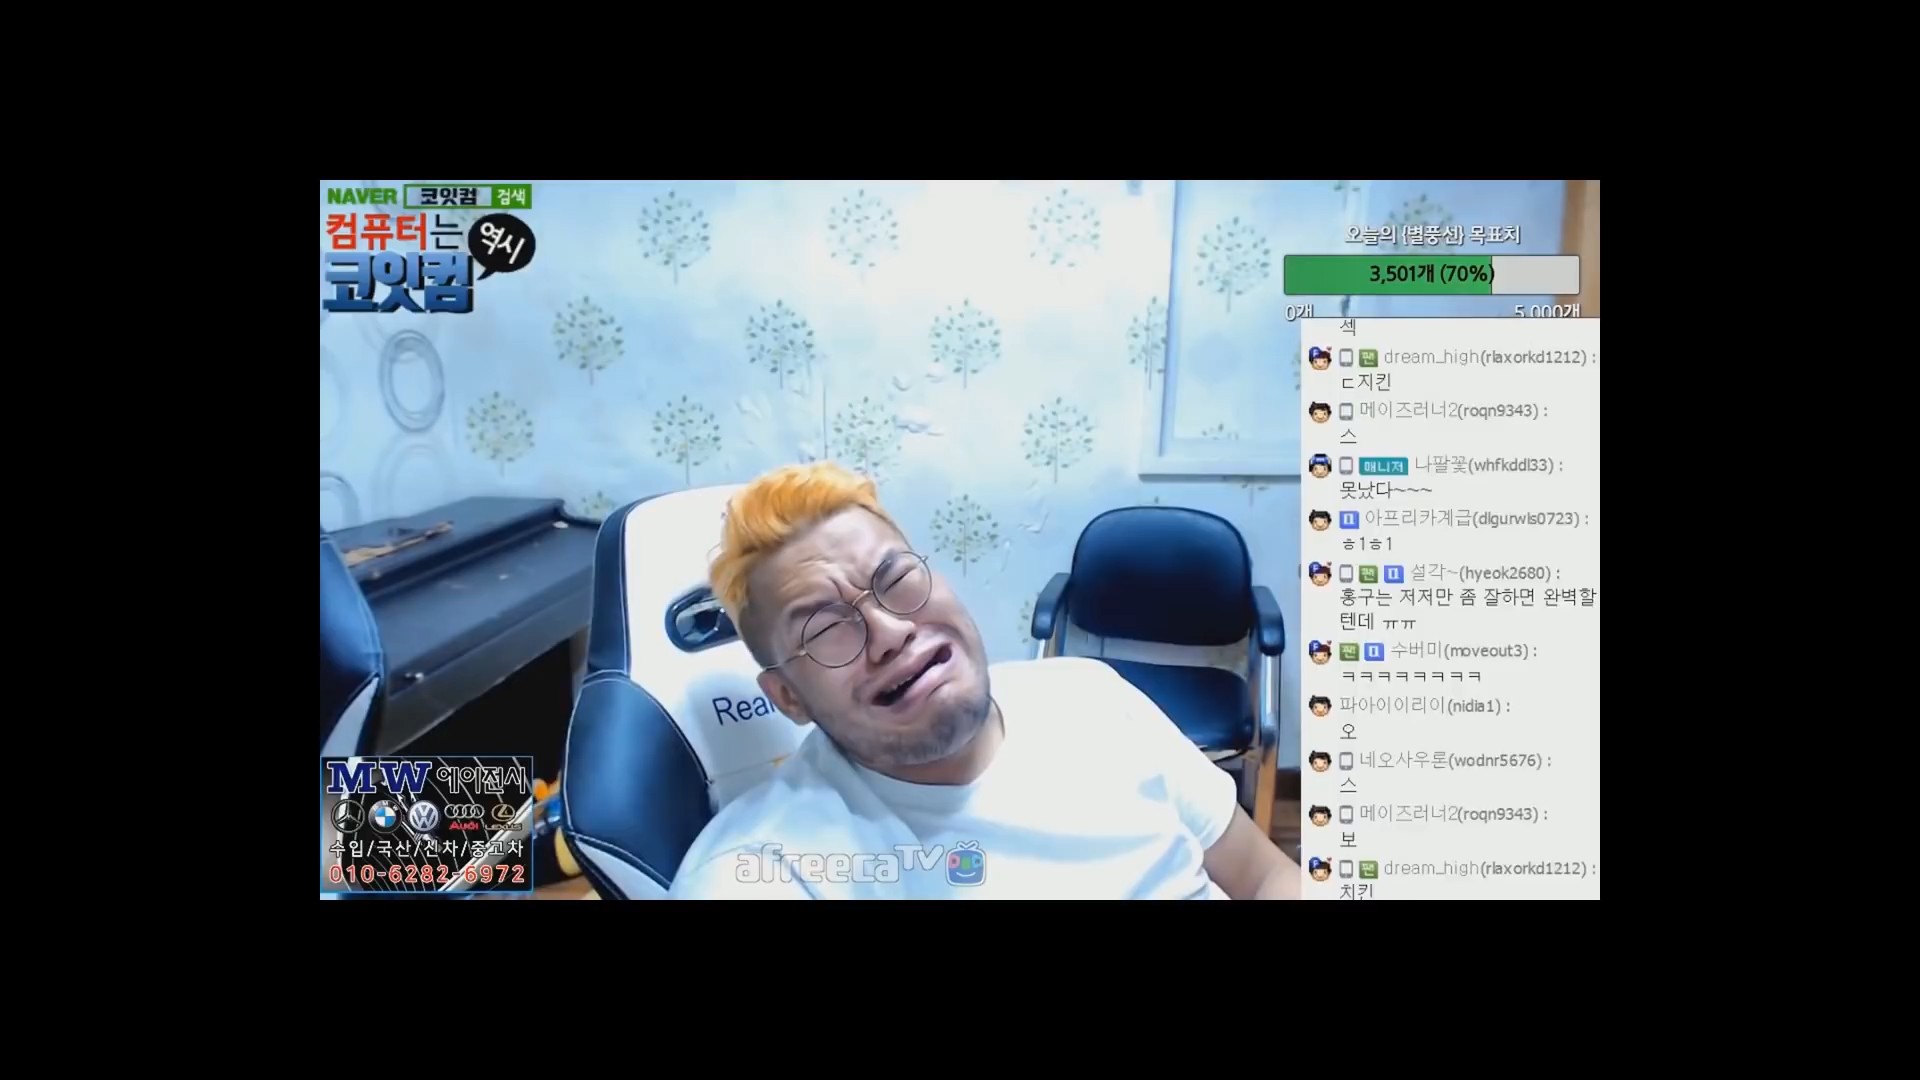 NAVER 코잇컴 검색
컴퓨터는 역시
코잇컴
오늘의 {별풍선} 목표치
3,501개 (70%)
0개 5,000개
섹
dream_high(rlaxorkd1212) :
ㄷ지킨
메이즈러너2(roqn9343) :
스
매니저 나팔꽃(whfkddl33) :
못났다~~~
아프리카계급(dlgurwls0723) :
ㅎ1ㅎ1
팬 설각~(hyeok2680) :
홍구는 저저만 좀 잘하면 완벽할
텐데 ㅠㅠ
팬 수버미(moveout3) :
ㅋㅋㅋㅋㅋㅋㅋㅋ
파아이이리이(nidia1) :
오
네오사우론(wodnr5676) :
스
메이즈러너2(roqn9343) :
보
dream_high(rlaxorkd1212) :
치킨
Real
MW 에이전시
Audi LEXUS
수입/국산/신차/중고차
010-6282-6972
afreecaTV